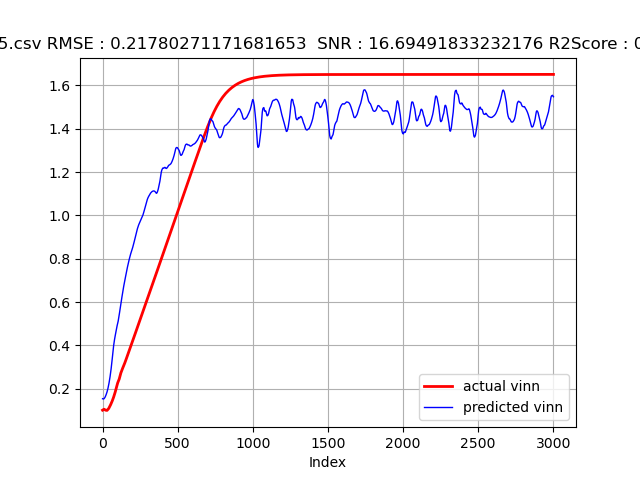 5.csv RMSE : 0.21780271171681653  SNR : 16.69491833232176 R2Score : 0
1.6
1.4
1.2
1.0
0.8
0.6
0.4
0.2
0 500 1000 1500 2000 2500 3000
Index
actual vinn
predicted vinn